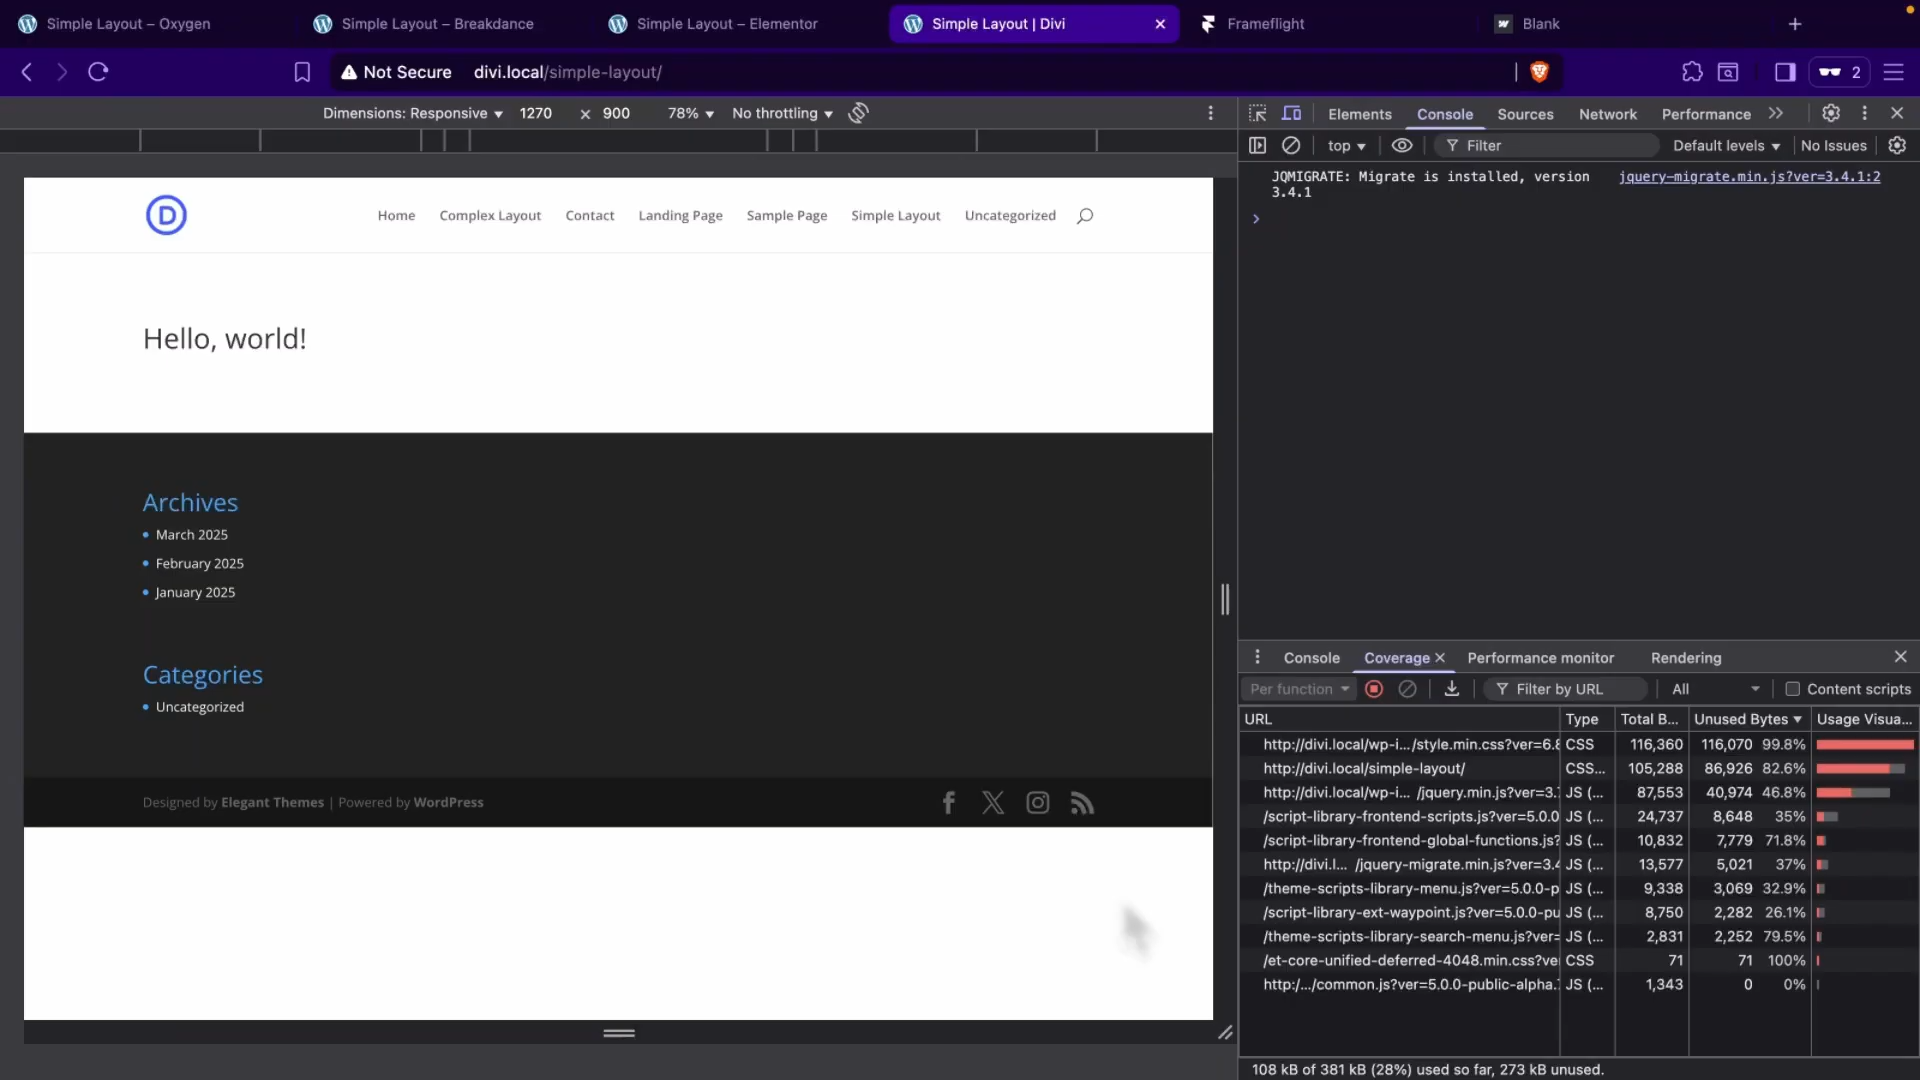 Simple Layout – Oxygen
Simple Layout – Breakdance
Simple Layout – Elementor
Simple Layout | Divi
Frameflight
Blank
Not Secure divi.local/simple-layout/
2
Dimensions: Responsive 1270 x 900 78% No throttling
Elements Console Sources Network Performance
top Filter Default levels No Issues
JQMIGRATE: Migrate is installed, version 3.4.1
jquery-migrate.min.js?ver=3.4.1:2
D
Home Complex Layout Contact Landing Page Sample Page Simple Layout Uncategorized
Hello, world!
Archives
March 2025
February 2025
January 2025
Categories
Uncategorized
Designed by Elegant Themes | Powered by WordPress
Console Coverage Performance monitor Rendering
Per function Filter by URL All Content scripts
URL Type Total B... Unused Bytes Usage Visua...
http://divi.local/wp-i.../style.min.css?ver=6.8 CSS 116,360 116,070 99.8%
http://divi.local/simple-layout/ CSS... 105,288 86,926 82.6%
http://divi.local/wp-i... /jquery.min.js?ver=3.7 JS (... 87,553 40,974 46.8%
/script-library-frontend-scripts.js?ver=5.0.0 JS (... 24,737 8,648 35%
/script-library-frontend-global-functions.js? JS (... 10,832 7,779 71.8%
http://divi.l... /jquery-migrate.min.js?ver=3.4 JS (... 13,577 5,021 37%
/theme-scripts-library-menu.js?ver=5.0.0-p JS (... 9,338 3,069 32.9%
/script-library-ext-waypoint.js?ver=5.0.0-pu JS (... 8,750 2,282 26.1%
/theme-scripts-library-search-menu.js?ver= JS (... 2,831 2,252 79.5%
/et-core-unified-deferred-4048.min.css?ve CSS 71 71 100%
http:/.../common.js?ver=5.0.0-public-alpha. JS (... 1,343 0 0%
108 kB of 381 kB (28%) used so far, 273 kB unused.